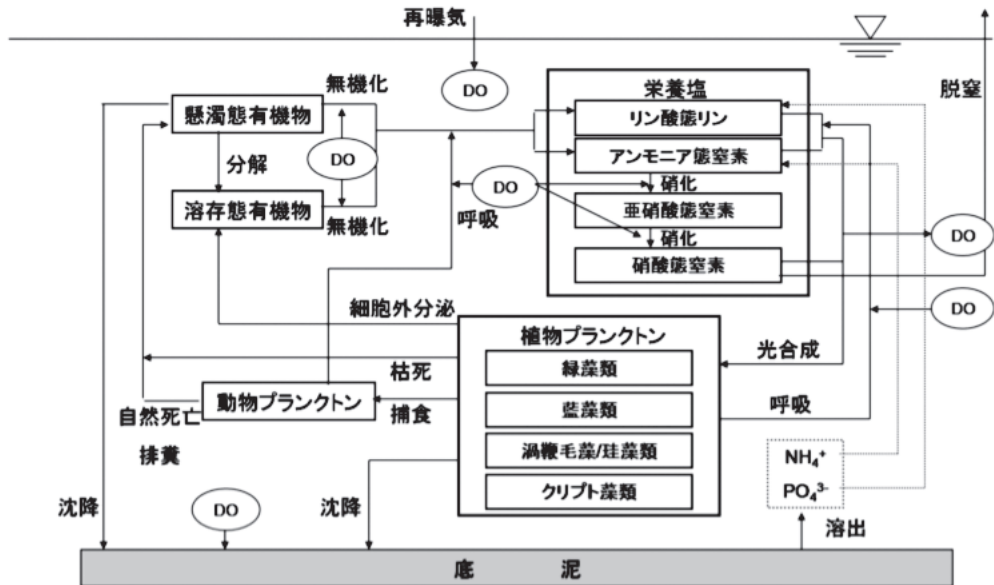 再曝気
DO
脱窒
無機化
懸濁態有機物
DO
分解
溶存態有機物
無機化
栄養塩
リン酸態リン
アンモニア態窒素
硝化
亜硝酸態窒素
硝化
硝酸態窒素
DO
呼吸
DO
DO
細胞外分泌
植物プランクトン
緑藻類
藍藻類
渦鞭毛藻/珪藻類
クリプト藻類
光合成
枯死
動物プランクトン
捕食
呼吸
自然死亡
排糞
NH₄⁺
PO₄³⁻
沈降
DO
沈降
溶出
底 泥